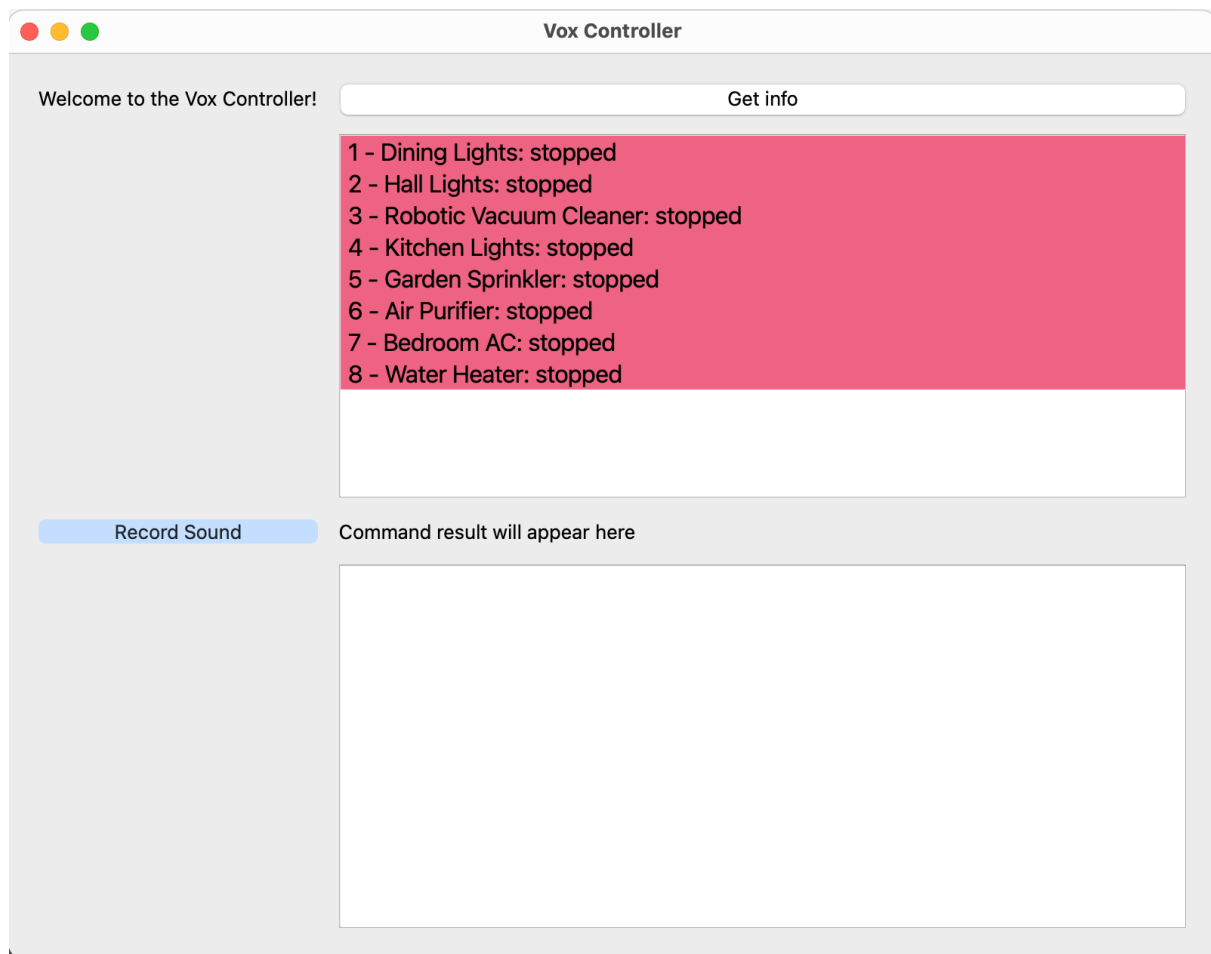 Vox Controller
Welcome to the Vox Controller!
Get info
1 - Dining Lights: stopped
2 - Hall Lights: stopped
3 - Robotic Vacuum Cleaner: stopped
4 - Kitchen Lights: stopped
5 - Garden Sprinkler: stopped
6 - Air Purifier: stopped
7 - Bedroom AC: stopped
8 - Water Heater: stopped
Record Sound
Command result will appear here